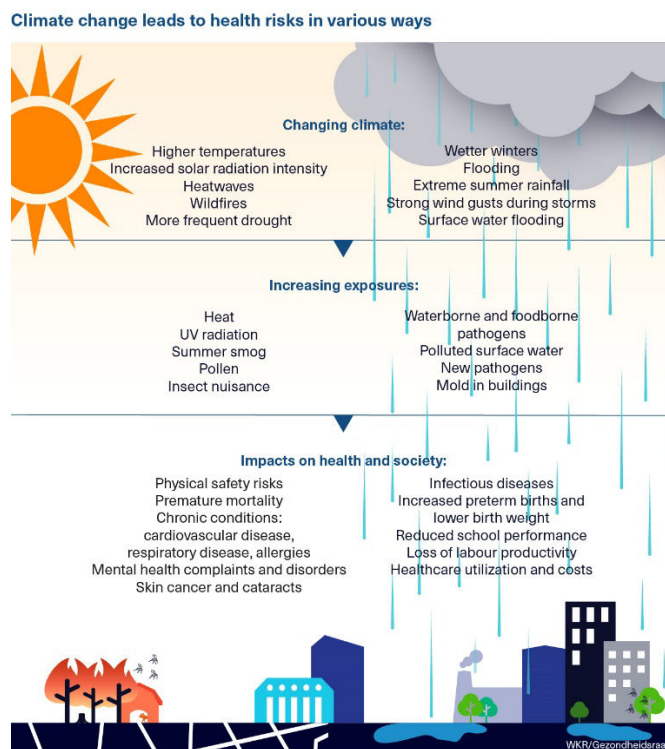 Climate change leads to health risks in various ways
Changing climate:
Higher temperatures
Increased solar radiation intensity
Heatwaves
Wildfires
More frequent drought
Wetter winters
Flooding
Extreme summer rainfall
Strong wind gusts during storms
Surface water flooding
Increasing exposures:
Heat
UV radiation
Summer smog
Pollen
Insect nuisance
Waterborne and foodborne
pathogens
Polluted surface water
New pathogens
Mold in buildings
Impacts on health and society:
Physical safety risks
Premature mortality
Chronic conditions:
cardiovascular disease,
respiratory disease, allergies
Mental health complaints and disorders
Skin cancer and cataracts
Infectious diseases
Increased preterm births and
lower birth weight
Reduced school performance
Loss of labour productivity
Healthcare utilization and costs